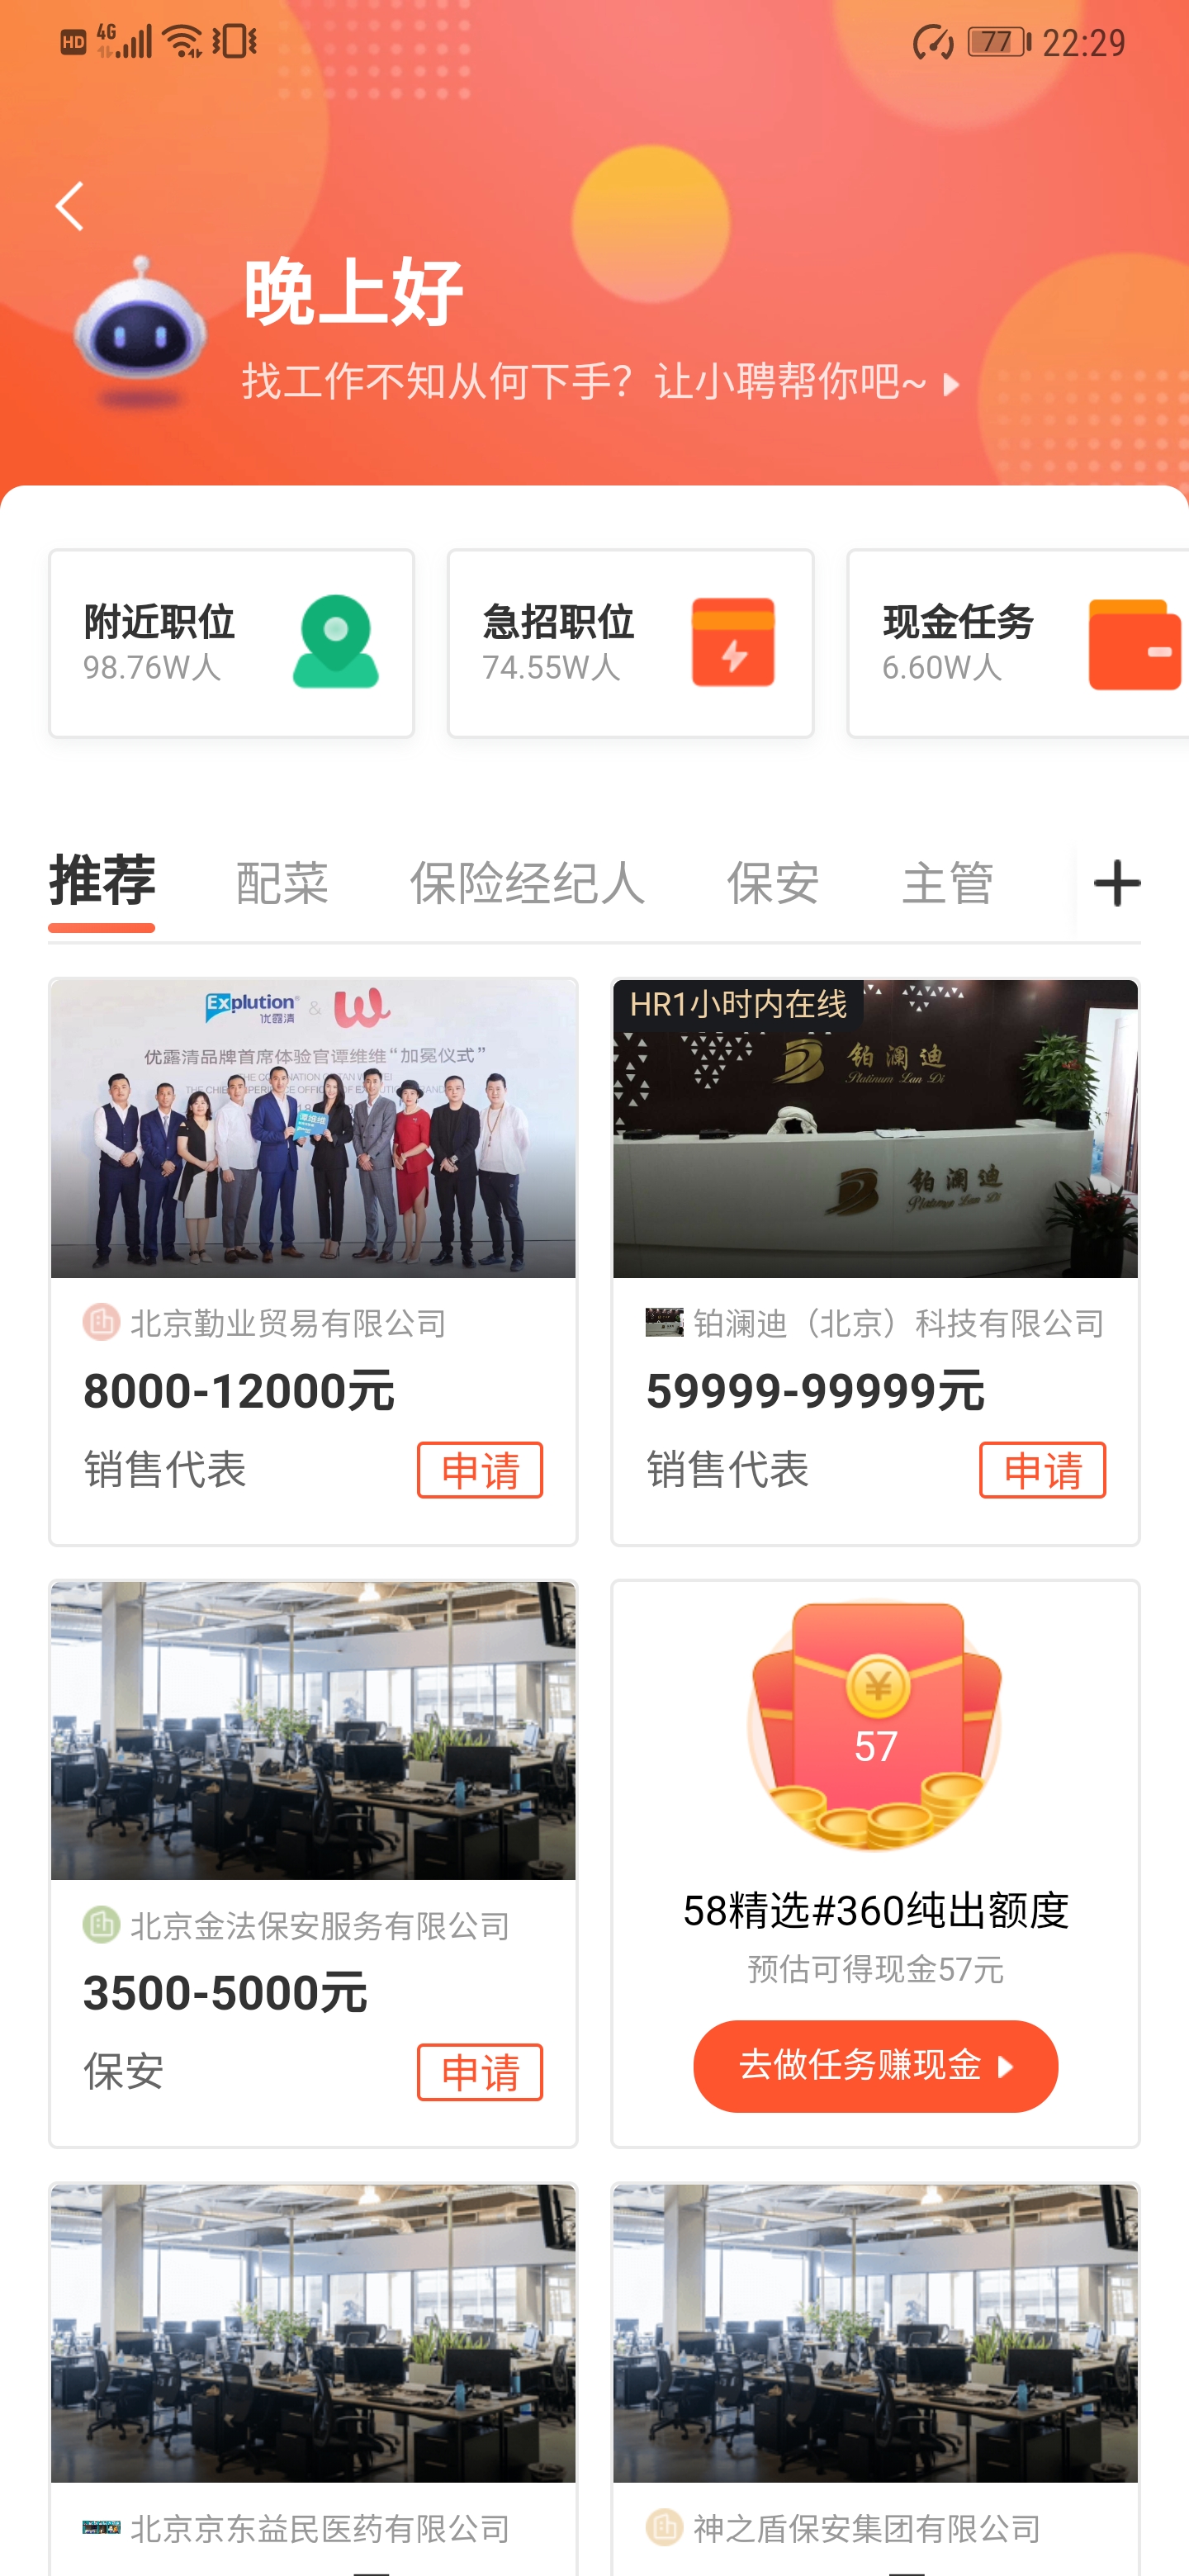 HD 4G 77 22:29
晚上好
找工作不知从何下手？让小聘帮你吧~
附近职位
98.76W人
急招职位
74.55W人
现金任务
6.60W人
推荐 配菜 保险经纪人 保安 主管
Explution & W
优露清
优露清品牌首席体验官谭维维“加冕仪式”
谭维维
HR1小时内在线
铂澜迪
Platinum Lan Di
铂澜迪
Platinum Lan Di
北京勤业贸易有限公司
8000-12000元
销售代表
申请
铂澜迪（北京）科技有限公司
59999-99999元
销售代表
申请
北京金法保安服务有限公司
3500-5000元
保安
申请
57
58精选#360纯出额度
预估可得现金57元
去做任务赚现金
北京京东益民医药有限公司
神之盾保安集团有限公司